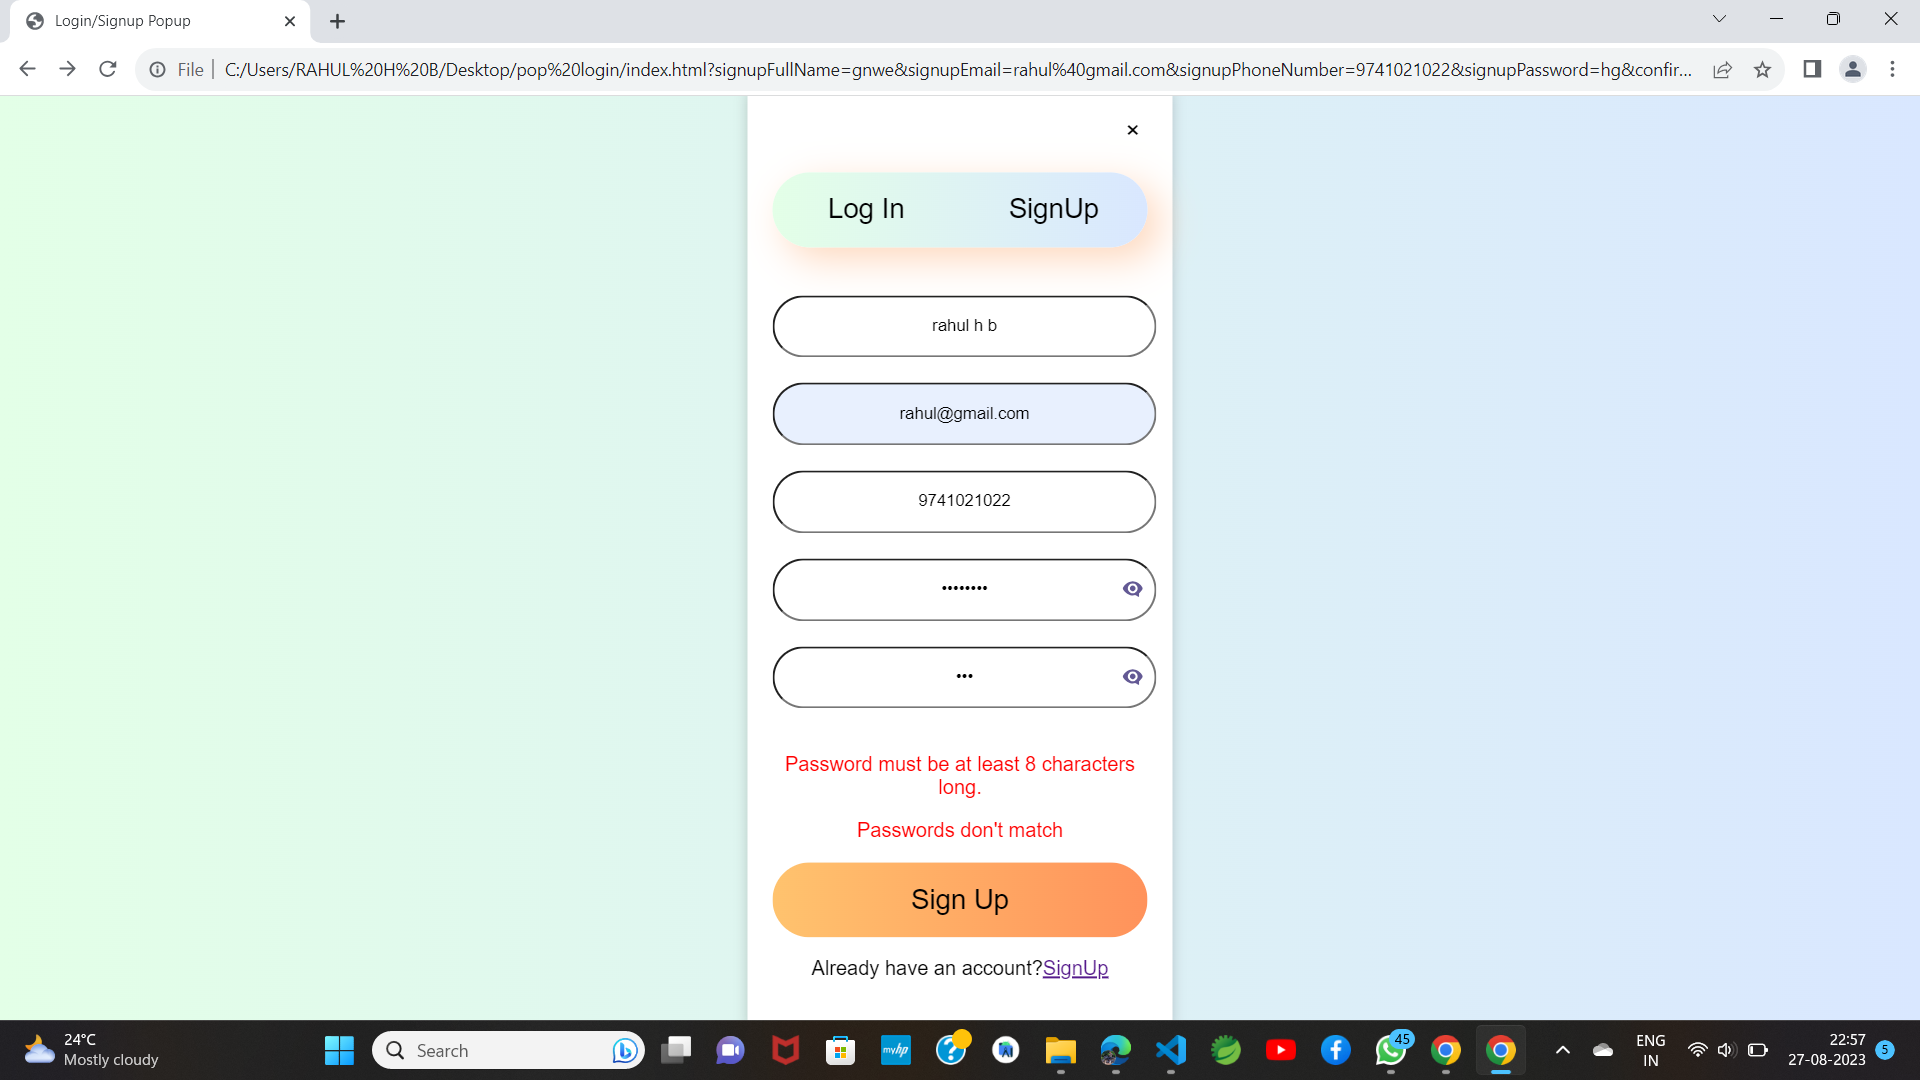 Login/Signup Popup
File | C:/Users/RAHUL%20H%20B/Desktop/pop%20login/index.html?signupFullName=gnwe&signupEmail=rahul%40gmail.com&signupPhoneNumber=9741021022&signupPassword=hg&confir...
Log In SignUp
rahul h b
rahul@gmail.com
9741021022
••••••••
•••
Password must be at least 8 characters
long.
Passwords don't match
Sign Up
Already have an account?SignUp
24°C
Mostly cloudy
Search
myhp
45
ENG
IN
22:57
27-08-2023
5